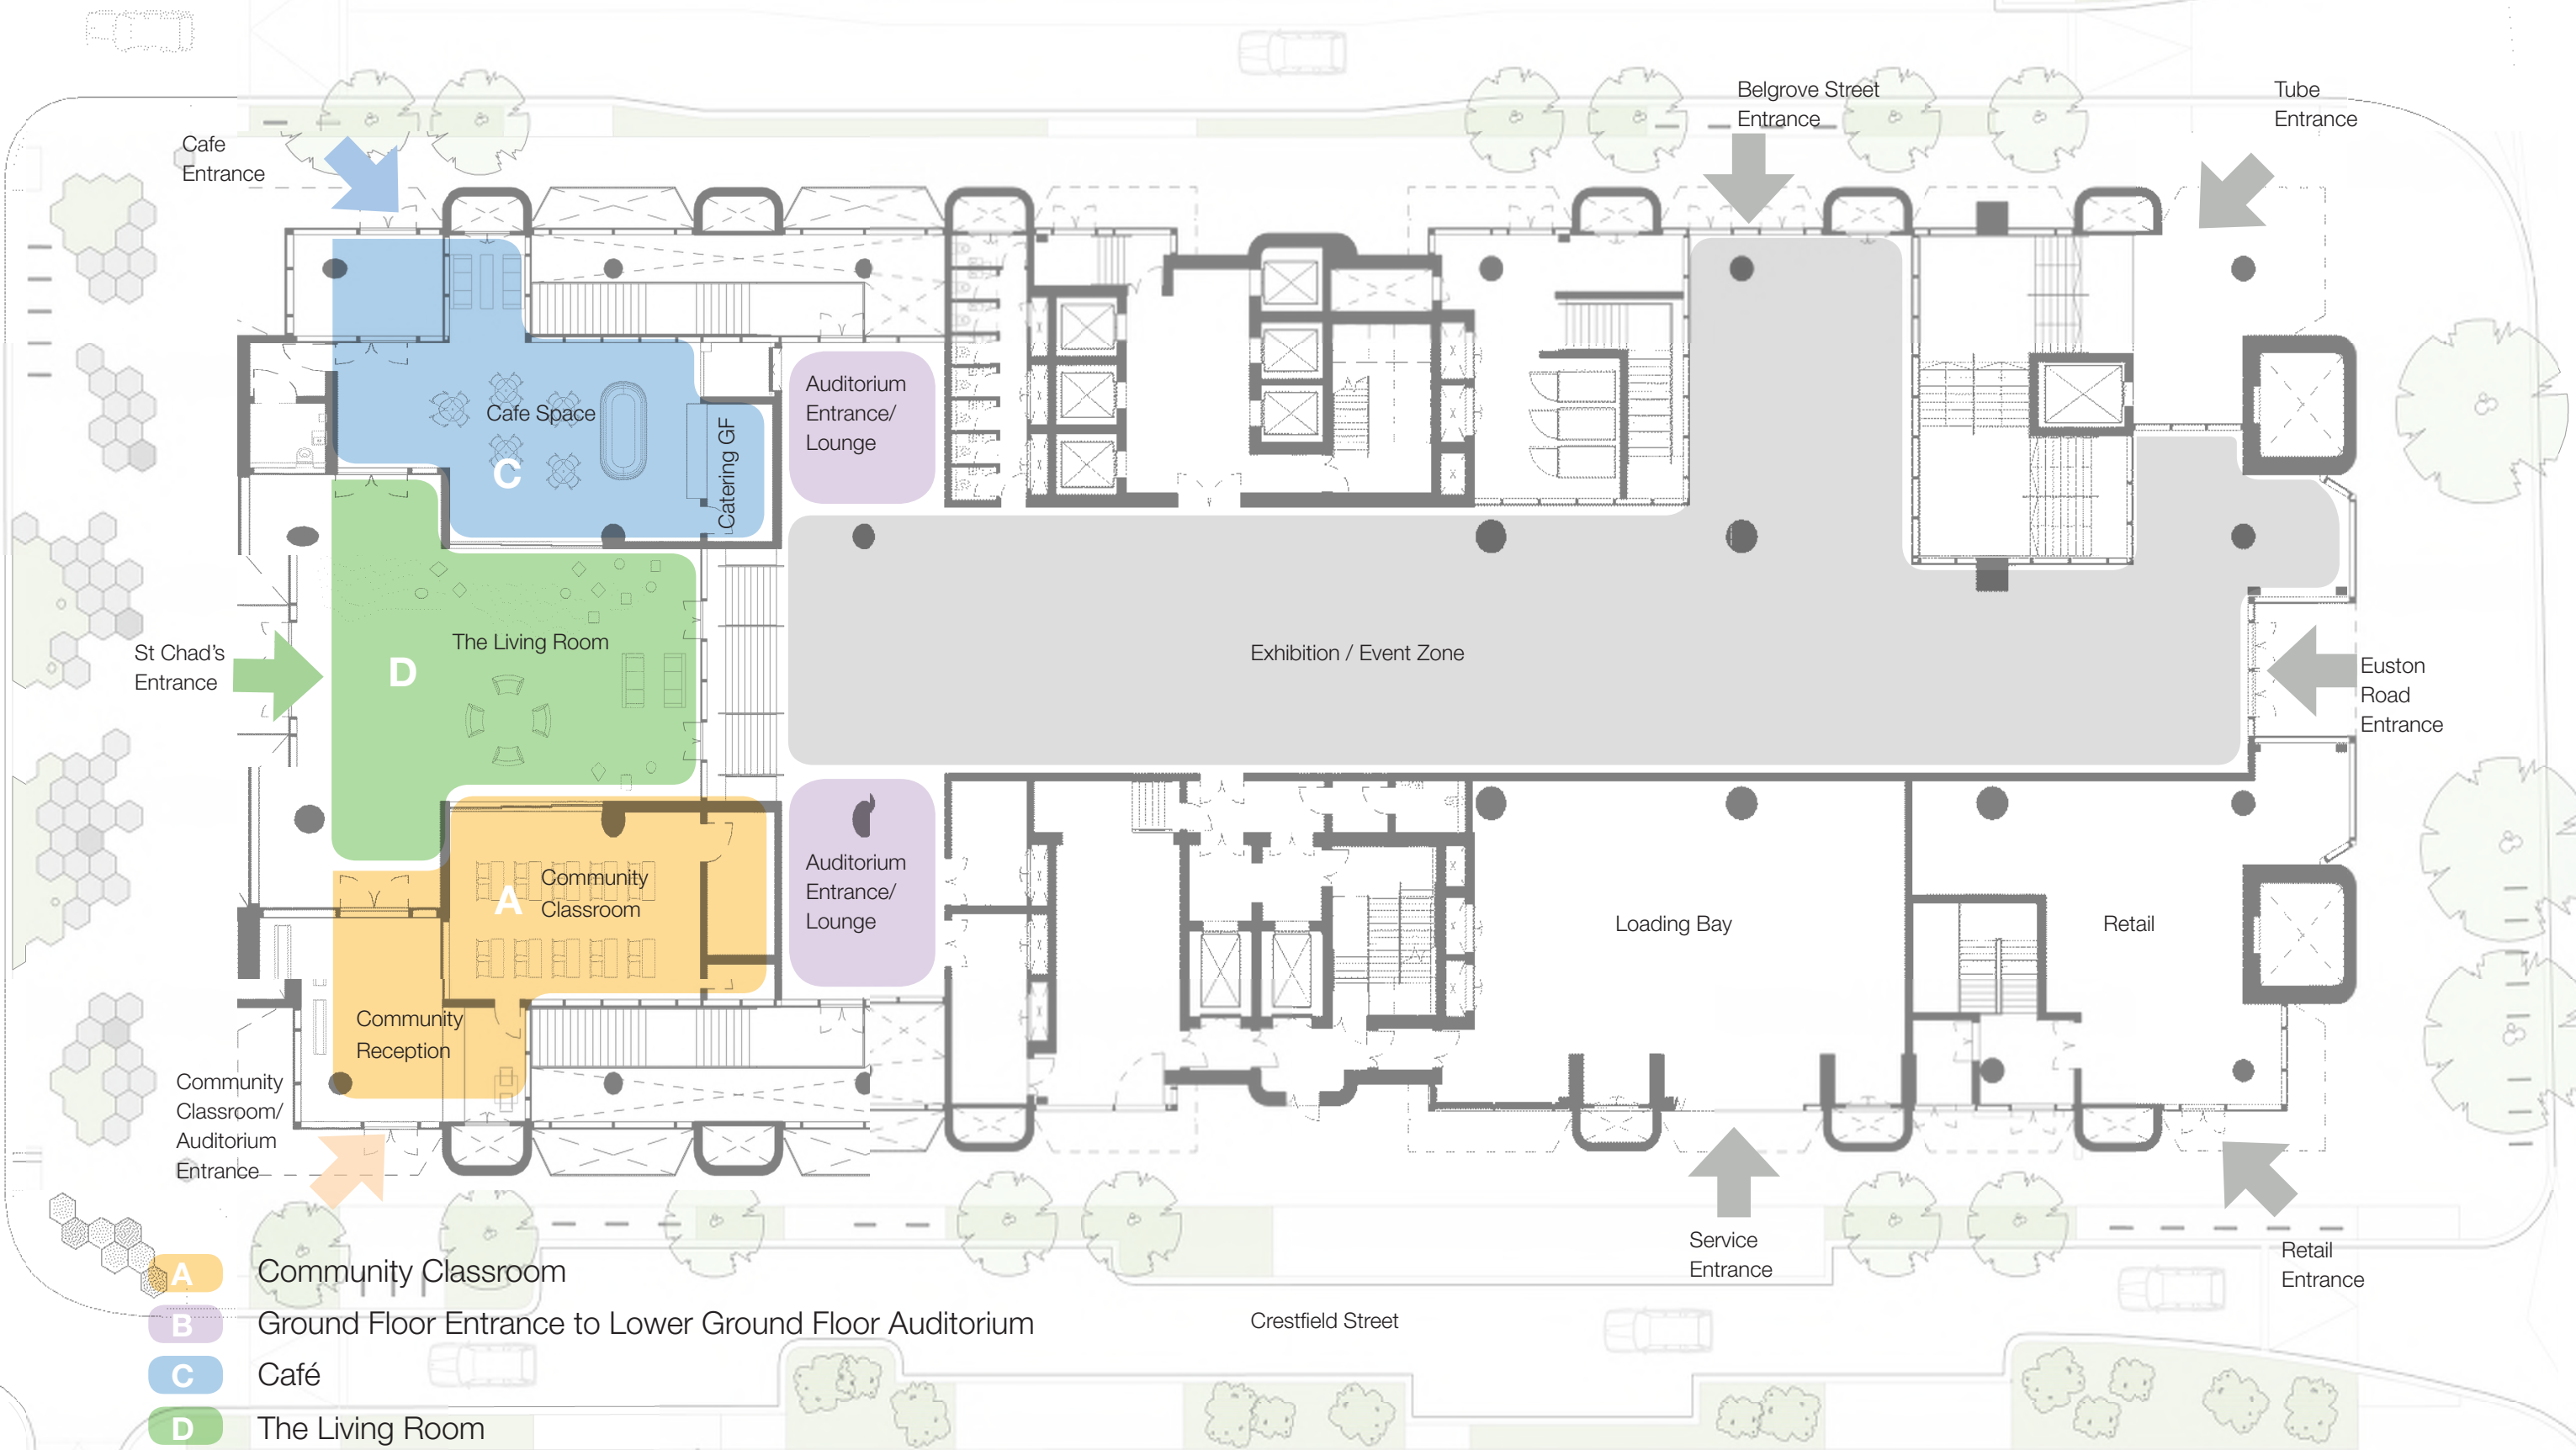 Belgrove Street
Entrance
Tube
Entrance
Cafe
Entrance
Auditorium
Entrance/
Lounge
Cafe Space
C
Catering GF
The Living Room
D
St Chad's
Entrance
Exhibition / Event Zone
Euston
Road
Entrance
A
Community
Classroom
Auditorium
Entrance/
Lounge
Loading Bay
Retail
Community
Reception
Community
Classroom/
Auditorium
Entrance
Service
Entrance
Retail
Entrance
Crestfield Street
A Community Classroom
B Ground Floor Entrance to Lower Ground Floor Auditorium
C Café
D The Living Room